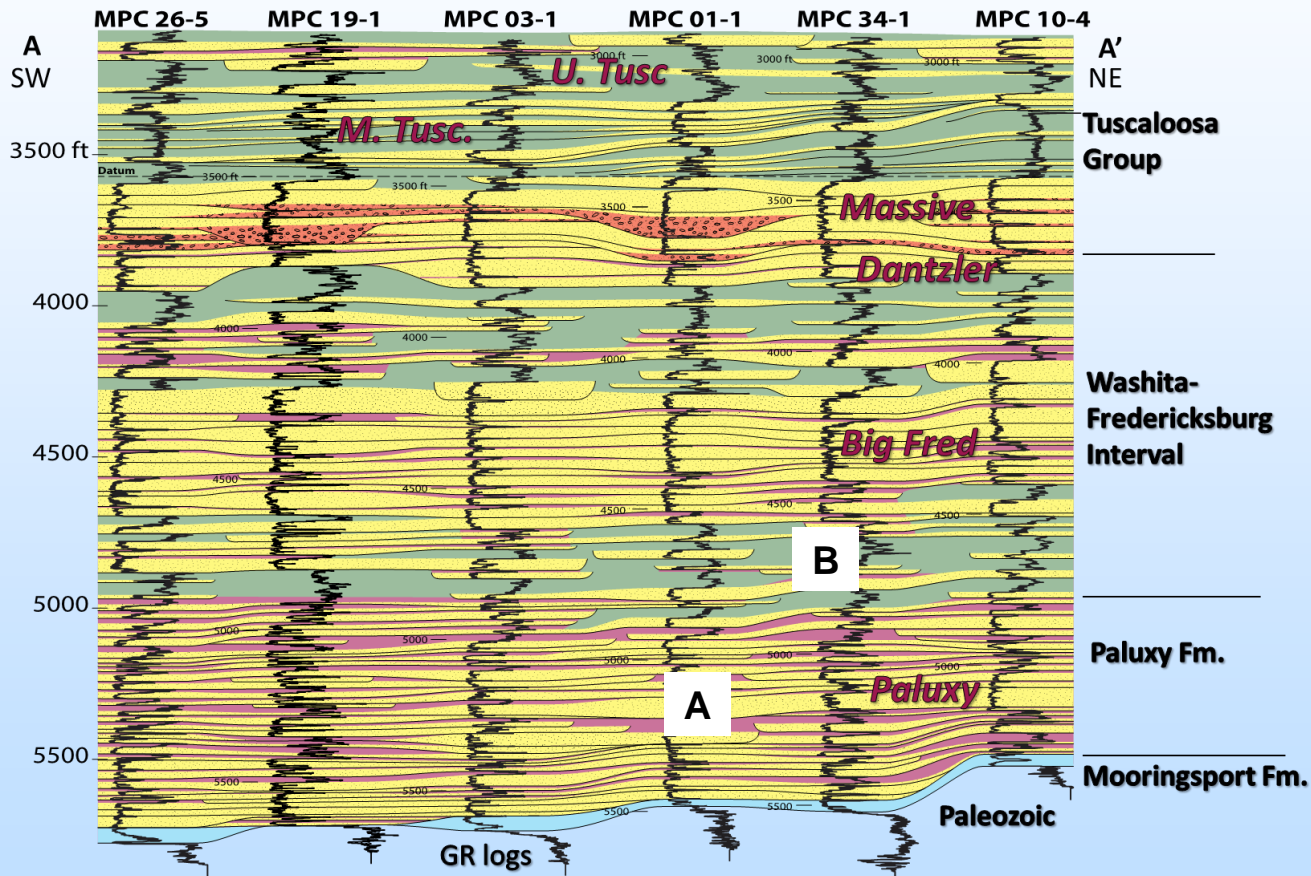 MPC 26-5 MPC 19-1 MPC 03-1 MPC 01-1 MPC 34-1 MPC 10-4
A
SW
A’
NE
3000 ft
3000 ft
3000 ft
U. Tusc
M. Tusc.
Tuscaloosa
Group
3500 ft
Datum
3500 ft
3500 ft
3500
3500
Massive
Dantzler
4000
4000
4000
4000
4000
4000
Washita-
Fredericksburg
Interval
Big Fred
4500
4500
4500
4500
4500
4500
B
5000
5000
5000
5000
5000
5000
Paluxy Fm.
Paluxy
A
5500
5500
5500
5500
5500
Mooringsport Fm.
Paleozoic
GR logs